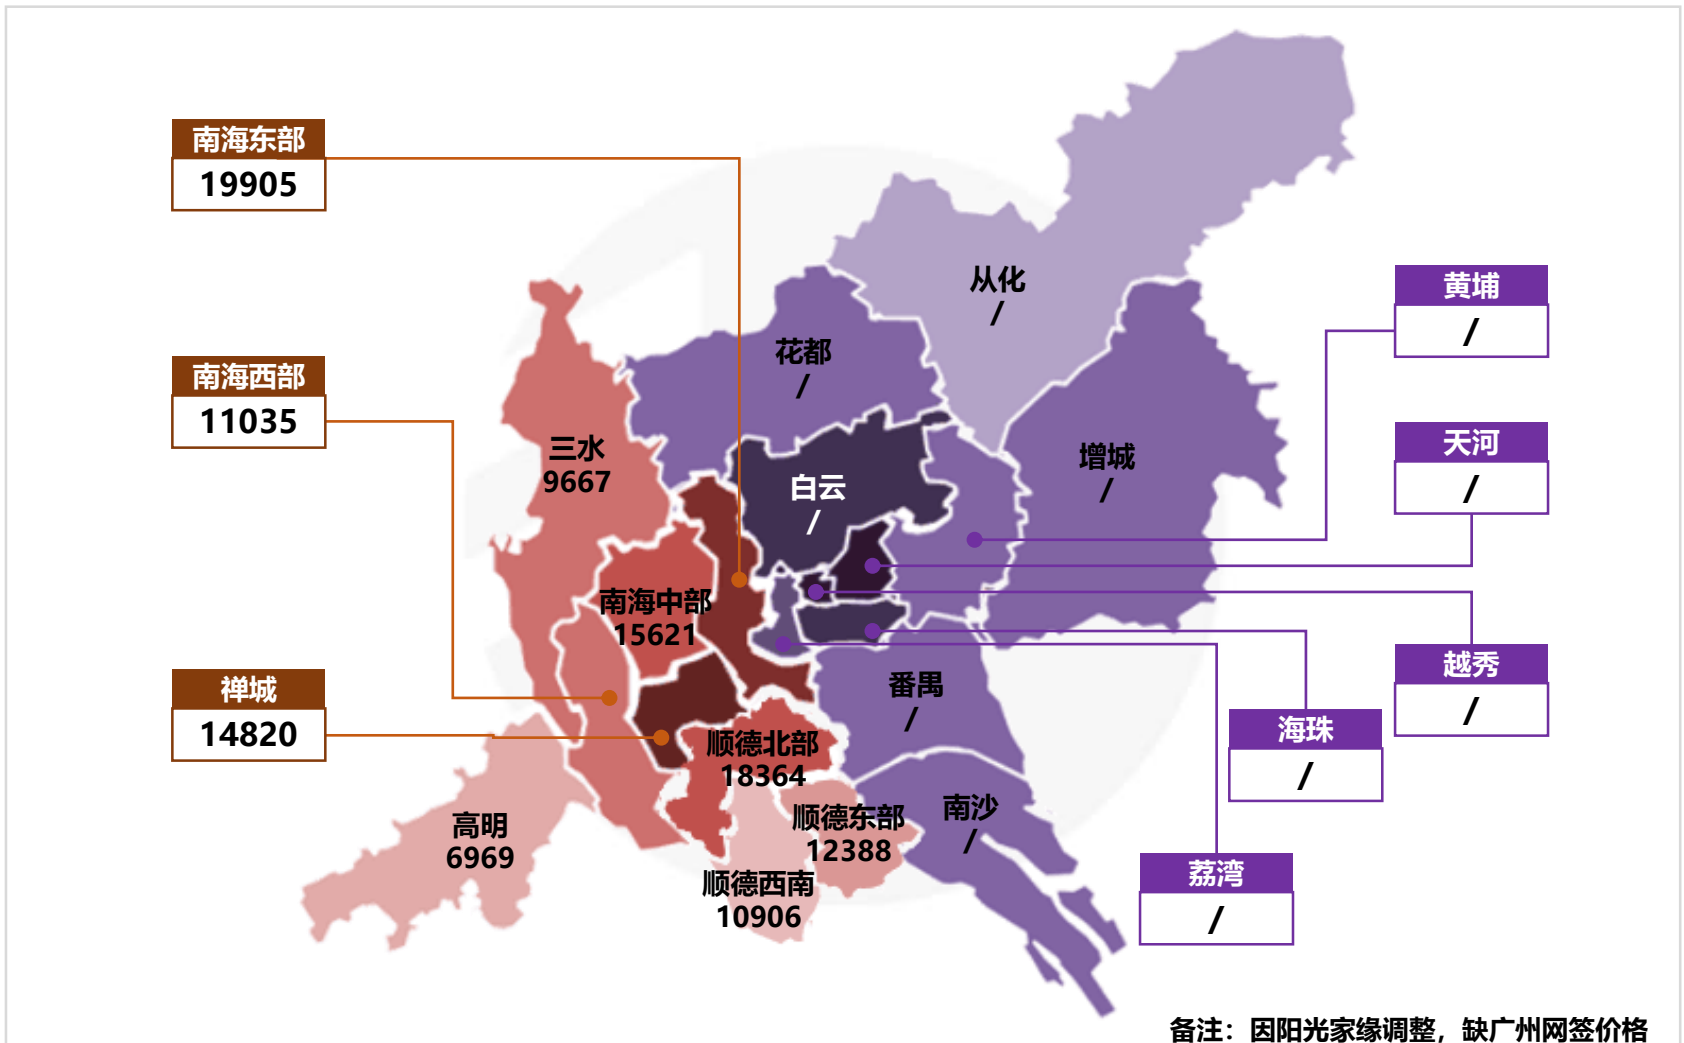 南海东部
19905
南海西部
11035
禅城
14820
从化
/
花都
/
三水
9667
白云
/
增城
/
南海中部
15621
番禺
/
顺德北部
18364
南沙
/
顺德东部
12388
高明
6969
顺德西南
10906
黄埔
/
天河
/
越秀
/
海珠
/
荔湾
/
备注：因阳光家缘调整，缺广州网签价格